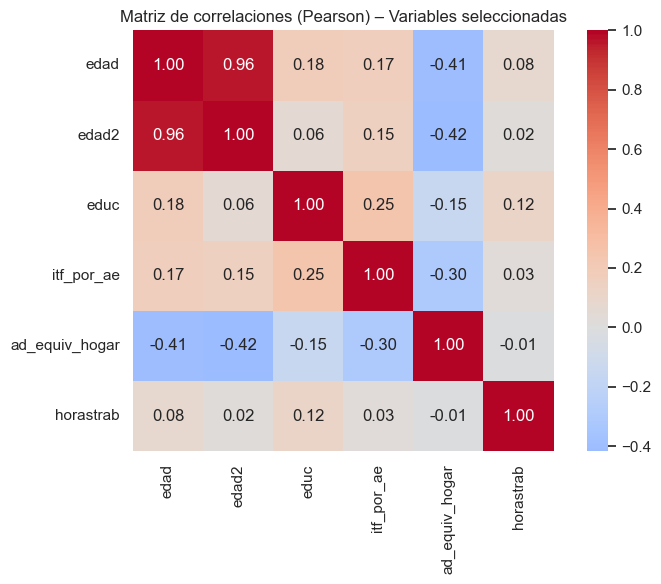 Matriz de correlaciones (Pearson) – Variables seleccionadas
edad 1.00 0.96 0.18 0.17 -0.41 0.08
edad2 0.96 1.00 0.06 0.15 -0.42 0.02
educ 0.18 0.06 1.00 0.25 -0.15 0.12
itf_por_ae 0.17 0.15 0.25 1.00 -0.30 0.03
ad_equiv_hogar -0.41 -0.42 -0.15 -0.30 1.00 -0.01
horastrab 0.08 0.02 0.12 0.03 -0.01 1.00
edad
edad2
educ
itf_por_ae
ad_equiv_hogar
horastrab
1.0
0.8
0.6
0.4
0.2
0.0
−0.2
−0.4